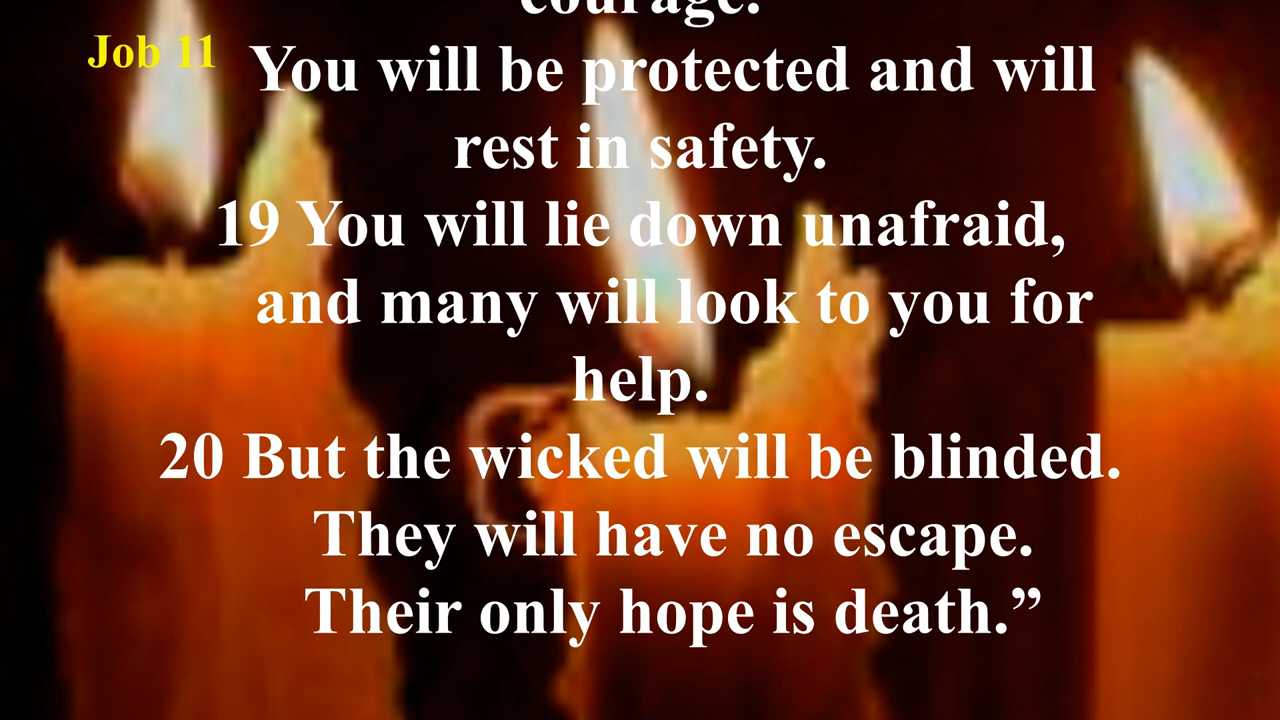 courage.
Job 11
You will be protected and will
rest in safety.
19 You will lie down unafraid,
and many will look to you for
help.
20 But the wicked will be blinded.
They will have no escape.
Their only hope is death.”